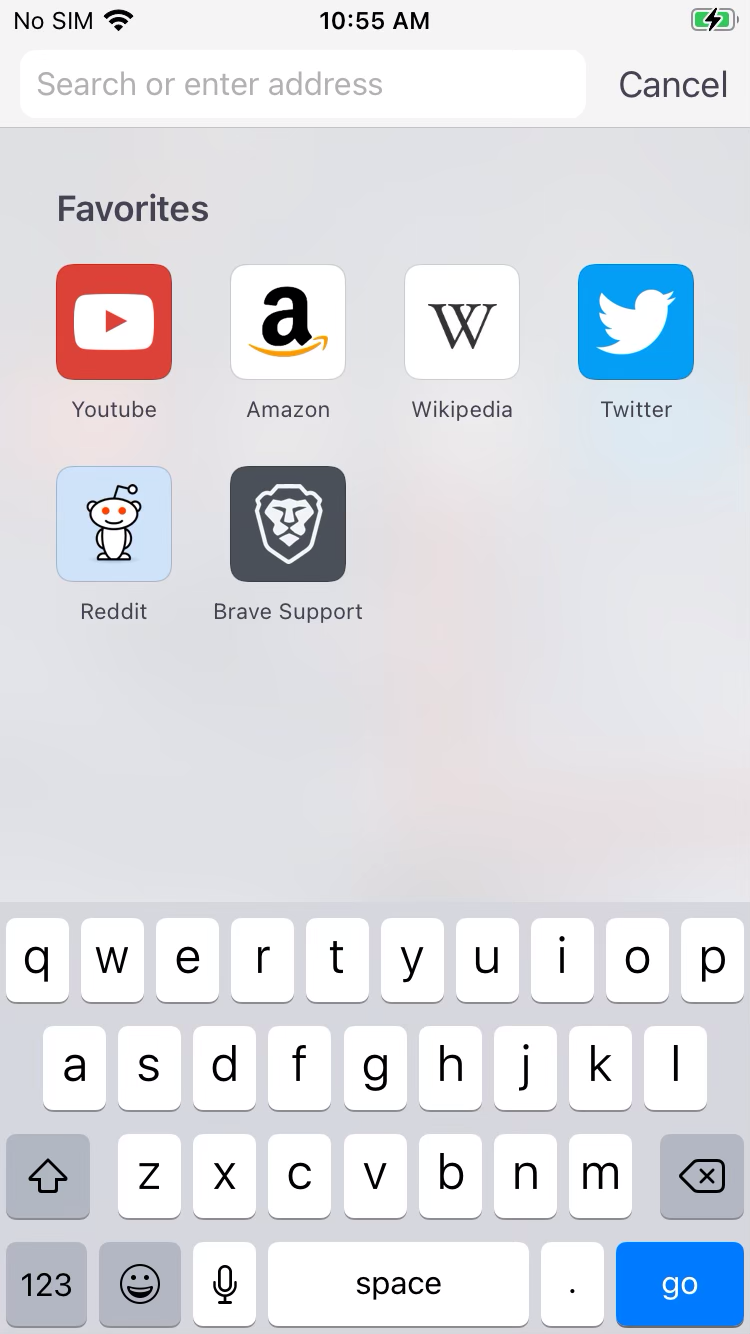 No SIM 10:55 AM
Search or enter address Cancel
Favorites
a W
Youtube Amazon Wikipedia Twitter
Reddit Brave Support
q w e r t y u i o p
a s d f g h j k l
z x c v b n m
123 space . go